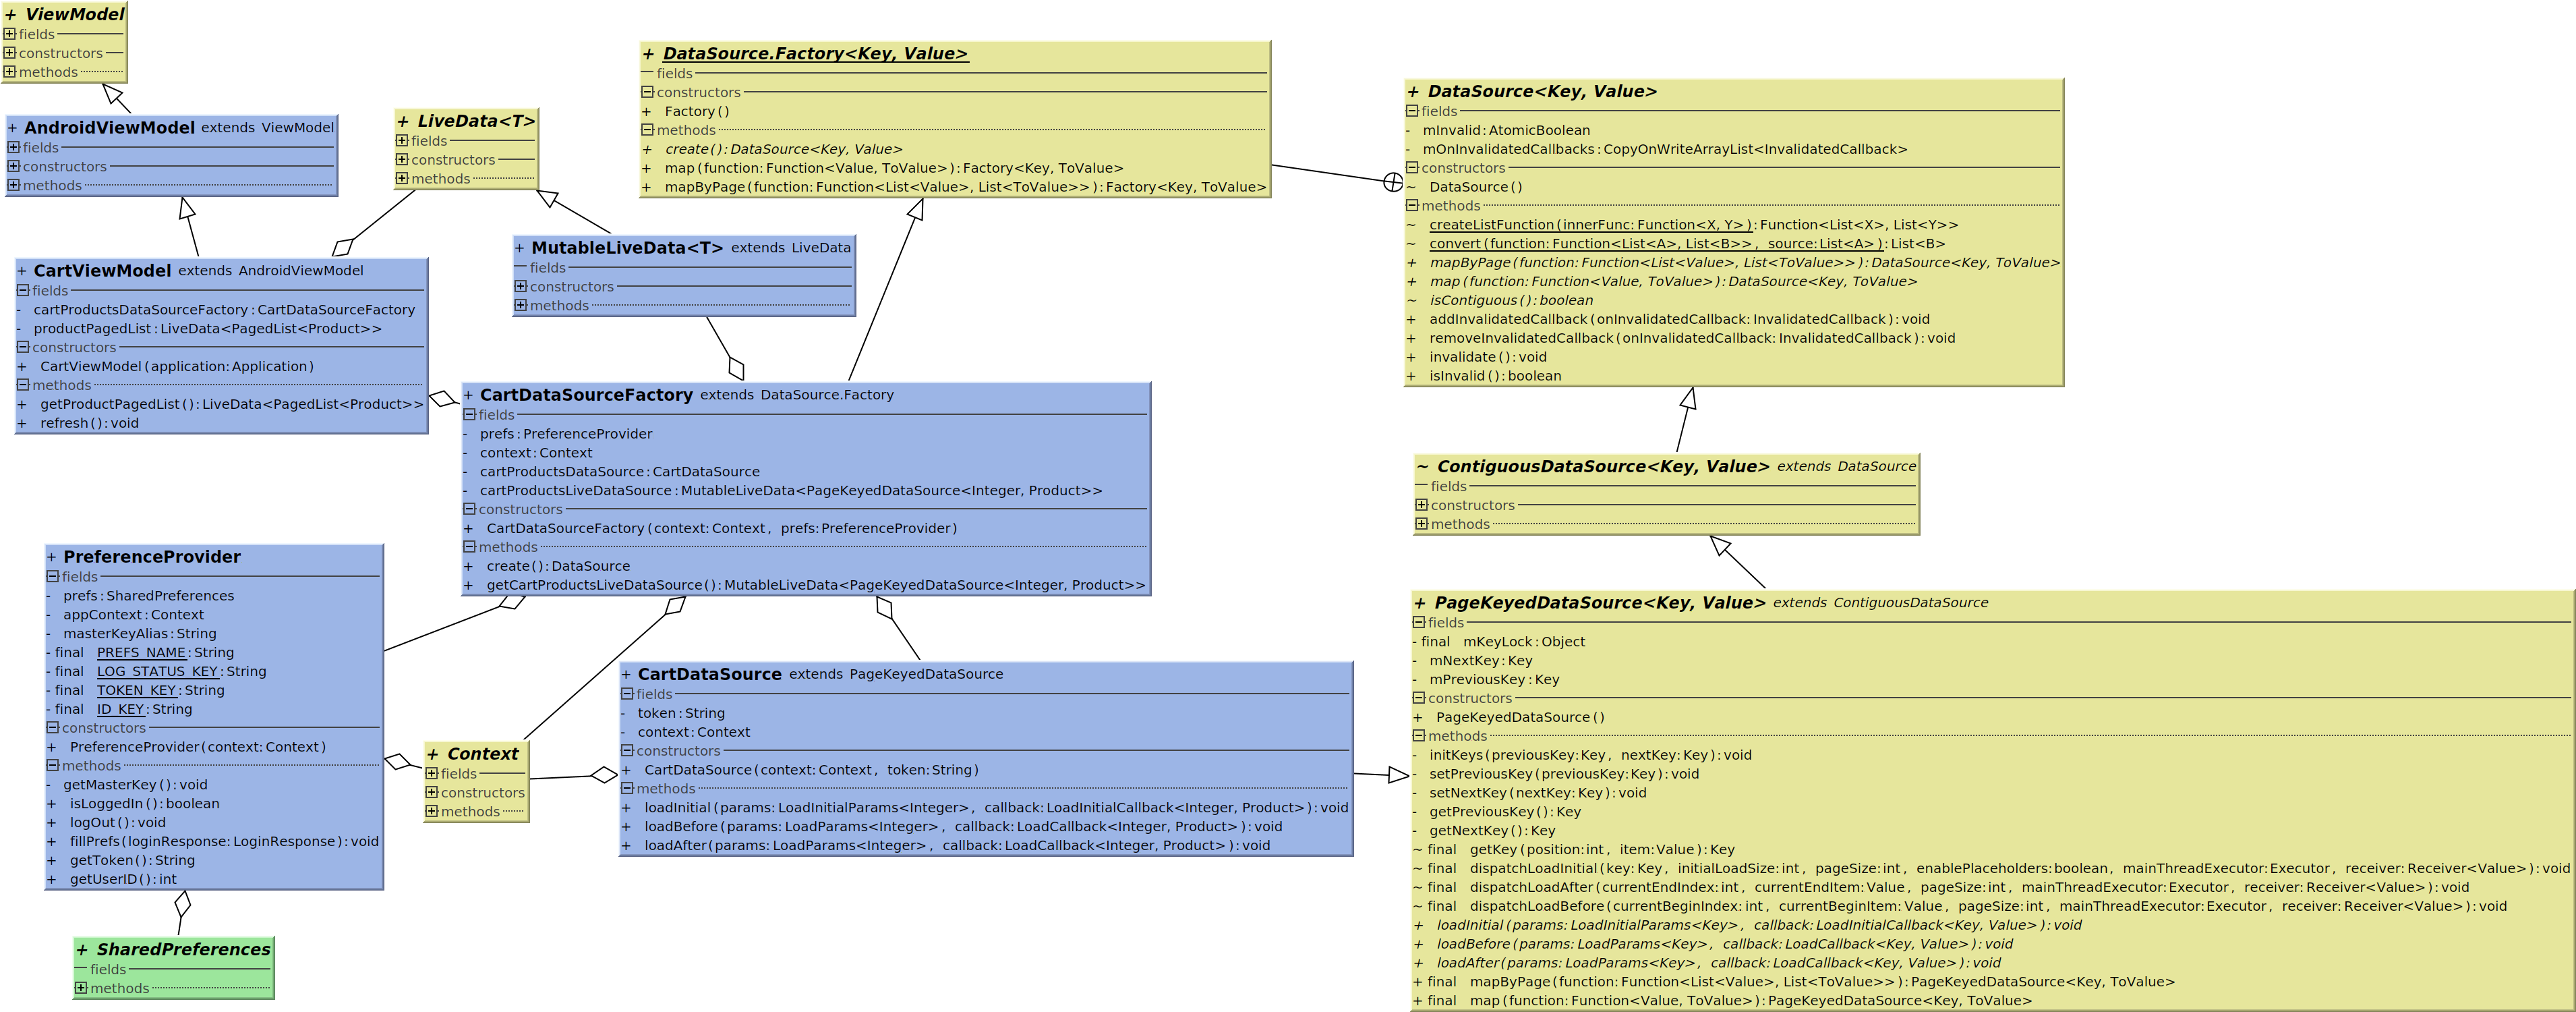 + ViewModel
fields
constructors
methods
+ AndroidViewModel extends ViewModel
fields
constructors
methods
+ LiveData<T>
fields
constructors
methods
+ DataSource.Factory<Key, Value>
fields
constructors
+ Factory()
methods
+ create():DataSource<Key, Value>
+ map(function:Function<Value, ToValue>):Factory<Key, ToValue>
+ mapByPage(function:Function<List<Value>, List<ToValue>>):Factory<Key, ToValue>
+ DataSource<Key, Value>
fields
- mInvalid:AtomicBoolean
- mOnInvalidatedCallbacks:CopyOnWriteArrayList<InvalidatedCallback>
constructors
~ DataSource()
methods
~ createListFunction(innerFunc:Function<X, Y>):Function<List<X>, List<Y>>
~ convert(function:Function<List<A>, List<B>>, source:List<A>):List<B>
+ mapByPage(function:Function<List<Value>, List<ToValue>>):DataSource<Key, ToValue>
+ map(function:Function<Value, ToValue>):DataSource<Key, ToValue>
~ isContiguous():boolean
+ addInvalidatedCallback(onInvalidatedCallback:InvalidatedCallback):void
+ removeInvalidatedCallback(onInvalidatedCallback:InvalidatedCallback):void
+ invalidate():void
+ isInvalid():boolean
+ MutableLiveData<T> extends LiveData
fields
constructors
methods
+ CartViewModel extends AndroidViewModel
fields
- cartProductsDataSourceFactory:CartDataSourceFactory
- productPagedList:LiveData<PagedList<Product>>
constructors
+ CartViewModel(application:Application)
methods
+ getProductPagedList():LiveData<PagedList<Product>>
+ refresh():void
+ CartDataSourceFactory extends DataSource.Factory
fields
- prefs:PreferenceProvider
- context:Context
- cartProductsDataSource:CartDataSource
- cartProductsLiveDataSource:MutableLiveData<PageKeyedDataSource<Integer, Product>>
constructors
+ CartDataSourceFactory(context:Context, prefs:PreferenceProvider)
methods
+ create():DataSource
+ getCartProductsLiveDataSource():MutableLiveData<PageKeyedDataSource<Integer, Product>>
~ ContiguousDataSource<Key, Value> extends DataSource
fields
constructors
methods
+ PreferenceProvider
fields
- prefs:SharedPreferences
- appContext:Context
- masterKeyAlias:String
- final PREFS_NAME:String
- final LOG_STATUS_KEY:String
- final TOKEN_KEY:String
- final ID_KEY:String
constructors
+ PreferenceProvider(context:Context)
methods
- getMasterKey():void
+ isLoggedIn():boolean
+ logOut():void
+ fillPrefs(loginResponse:LoginResponse):void
+ getToken():String
+ getUserID():int
+ Context
fields
constructors
methods
+ CartDataSource extends PageKeyedDataSource
fields
- token:String
- context:Context
constructors
+ CartDataSource(context:Context, token:String)
methods
+ loadInitial(params:LoadInitialParams<Integer>, callback:LoadInitialCallback<Integer, Product>):void
+ loadBefore(params:LoadParams<Integer>, callback:LoadCallback<Integer, Product>):void
+ loadAfter(params:LoadParams<Integer>, callback:LoadCallback<Integer, Product>):void
+ PageKeyedDataSource<Key, Value> extends ContiguousDataSource
fields
- final mKeyLock:Object
- mNextKey:Key
- mPreviousKey:Key
constructors
+ PageKeyedDataSource()
methods
- initKeys(previousKey:Key, nextKey:Key):void
- setPreviousKey(previousKey:Key):void
- setNextKey(nextKey:Key):void
- getPreviousKey():Key
- getNextKey():Key
~ final getKey(position:int, item:Value):Key
~ final dispatchLoadInitial(key:Key, initialLoadSize:int, pageSize:int, enablePlaceholders:boolean, mainThreadExecutor:Executor, receiver:Receiver<Value>):void
~ final dispatchLoadAfter(currentEndIndex:int, currentEndItem:Value, pageSize:int, mainThreadExecutor:Executor, receiver:Receiver<Value>):void
~ final dispatchLoadBefore(currentBeginIndex:int, currentBeginItem:Value, pageSize:int, mainThreadExecutor:Executor, receiver:Receiver<Value>):void
+ loadInitial(params:LoadInitialParams<Key>, callback:LoadInitialCallback<Key, Value>):void
+ loadBefore(params:LoadParams<Key>, callback:LoadCallback<Key, Value>):void
+ loadAfter(params:LoadParams<Key>, callback:LoadCallback<Key, Value>):void
+ final mapByPage(function:Function<List<Value>, List<ToValue>>):PageKeyedDataSource<Key, ToValue>
+ final map(function:Function<Value, ToValue>):PageKeyedDataSource<Key, ToValue>
+ SharedPreferences
fields
methods